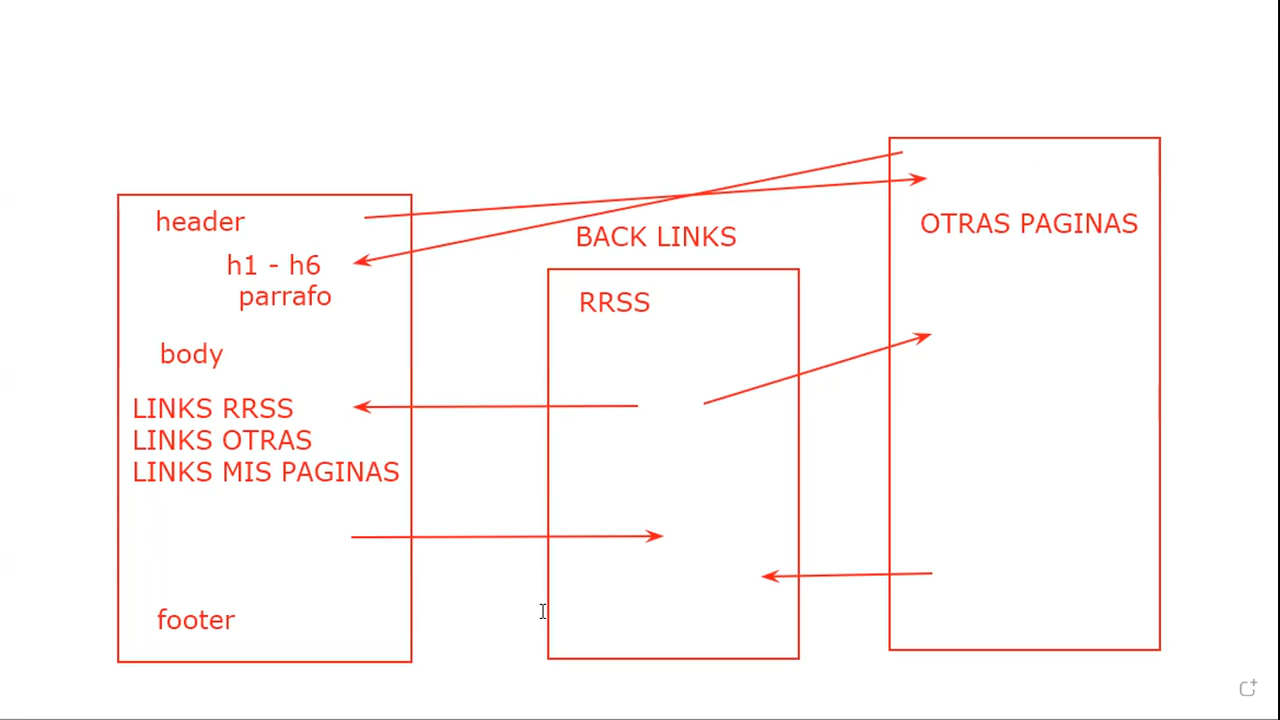 header
h1 - h6
parrafo
body
LINKS RRSS
LINKS OTRAS
LINKS MIS PAGINAS
footer
BACK LINKS
RRSS
OTRAS PAGINAS